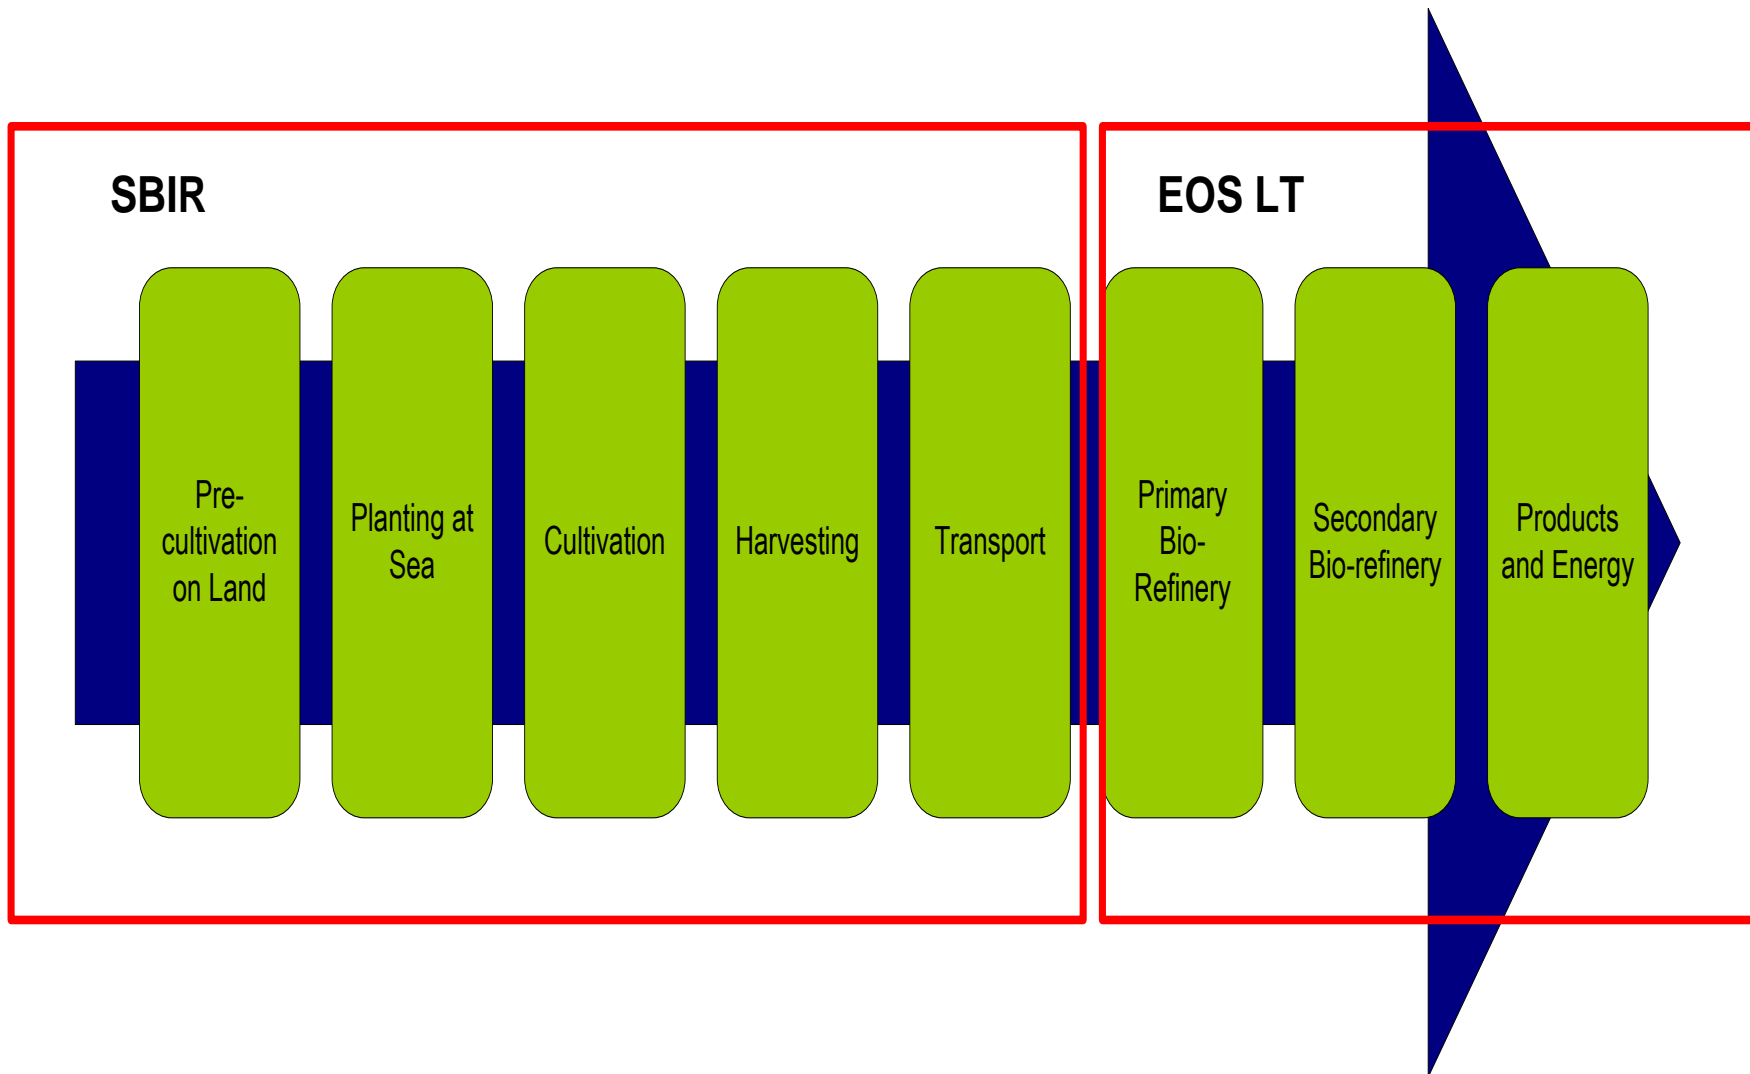 SBIR
EOS LT
Pre-
cultivation
on Land
Planting at
Sea
Cultivation
Harvesting
Transport
Primary
Bio-
Refinery
Secondary
Bio-refinery
Products
and Energy